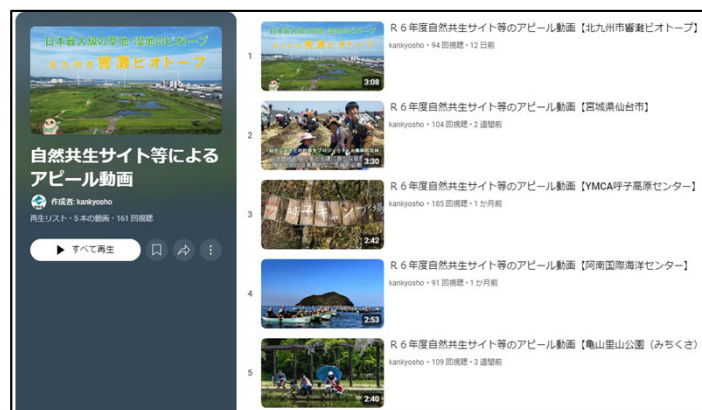 日本最大級の草地・湿地のビオトープ
北九州市響灘ビオトープ
自然共生サイト等による
アピール動画
作成者: kankyosho
再生リスト・5 本の動画・161 回視聴
すべて再生
1
3:08
R6年度自然共生サイト等のアピール動画【北九州市響灘ビオトープ】
kankyosho・94 回視聴・12 日前
2
3:30
R6年度自然共生サイト等のアピール動画【宮城県仙台市】
kankyosho・104 回視聴・2 週間前
3
2:42
R6年度自然共生サイト等のアピール動画【YMCA呼子高原センター】
kankyosho・185 回視聴・1 か月前
4
2:53
R6年度自然共生サイト等のアピール動画【阿南国際海洋センター】
kankyosho・91 回視聴・1 か月前
5
2:40
R6年度自然共生サイト等のアピール動画【亀山里山公園（みちくさ）】
kankyosho・109 回視聴・3 週間前